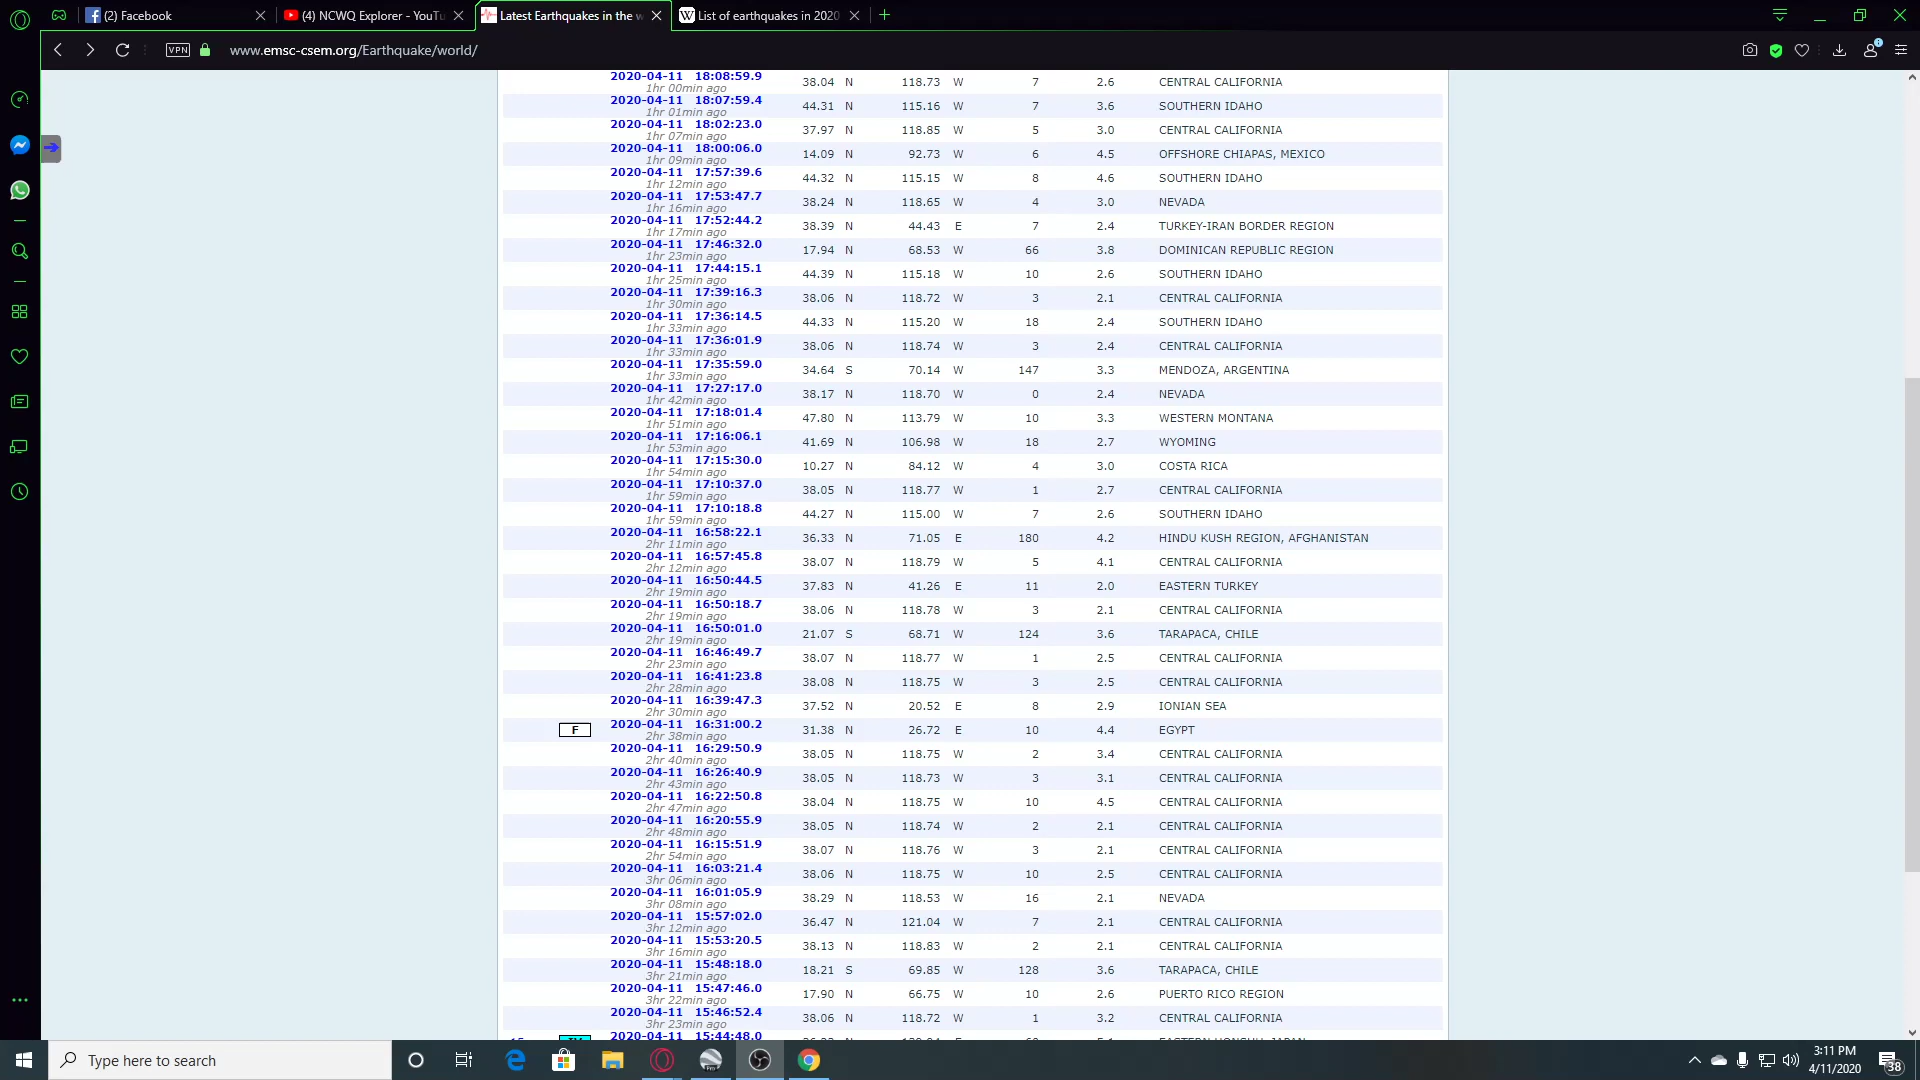 (2) Facebook
(4) NCWQ Explorer - YouTu
Latest Earthquakes in the w
W List of earthquakes in 2020
VPN www.emsc-csem.org/Earthquake/world/
2020-04-11 18:08:59.9 1hr 00min ago 38.04 N 118.73 W 7 2.6 CENTRAL CALIFORNIA
2020-04-11 18:07:59.4 1hr 01min ago 44.31 N 115.16 W 7 3.6 SOUTHERN IDAHO
2020-04-11 18:02:23.0 1hr 07min ago 37.97 N 118.85 W 5 3.0 CENTRAL CALIFORNIA
2020-04-11 18:00:06.0 1hr 09min ago 14.09 N 92.73 W 6 4.5 OFFSHORE CHIAPAS, MEXICO
2020-04-11 17:57:39.6 1hr 12min ago 44.32 N 115.15 W 8 4.6 SOUTHERN IDAHO
2020-04-11 17:53:47.7 1hr 16min ago 38.24 N 118.65 W 4 3.0 NEVADA
2020-04-11 17:52:44.2 1hr 17min ago 38.39 N 44.43 E 7 2.4 TURKEY-IRAN BORDER REGION
2020-04-11 17:46:32.0 1hr 23min ago 17.94 N 68.53 W 66 3.8 DOMINICAN REPUBLIC REGION
2020-04-11 17:44:15.1 1hr 25min ago 44.39 N 115.18 W 10 2.6 SOUTHERN IDAHO
2020-04-11 17:39:16.3 1hr 30min ago 38.06 N 118.72 W 3 2.1 CENTRAL CALIFORNIA
2020-04-11 17:36:14.5 1hr 33min ago 44.33 N 115.20 W 18 2.4 SOUTHERN IDAHO
2020-04-11 17:36:01.9 1hr 33min ago 38.06 N 118.74 W 3 2.4 CENTRAL CALIFORNIA
2020-04-11 17:35:59.0 1hr 33min ago 34.64 S 70.14 W 147 3.3 MENDOZA, ARGENTINA
2020-04-11 17:27:17.0 1hr 42min ago 38.17 N 118.70 W 0 2.4 NEVADA
2020-04-11 17:18:01.4 1hr 51min ago 47.80 N 113.79 W 10 3.3 WESTERN MONTANA
2020-04-11 17:16:06.1 1hr 53min ago 41.69 N 106.98 W 18 2.7 WYOMING
2020-04-11 17:15:30.0 1hr 54min ago 10.27 N 84.12 W 4 3.0 COSTA RICA
2020-04-11 17:10:37.0 1hr 59min ago 38.05 N 118.77 W 1 2.7 CENTRAL CALIFORNIA
2020-04-11 17:10:18.8 1hr 59min ago 44.27 N 115.00 W 7 2.6 SOUTHERN IDAHO
2020-04-11 16:58:22.1 2hr 11min ago 36.33 N 71.05 E 180 4.2 HINDU KUSH REGION, AFGHANISTAN
2020-04-11 16:57:45.8 2hr 12min ago 38.07 N 118.79 W 5 4.1 CENTRAL CALIFORNIA
2020-04-11 16:50:44.5 2hr 19min ago 37.83 N 41.26 E 11 2.0 EASTERN TURKEY
2020-04-11 16:50:18.7 2hr 19min ago 38.06 N 118.78 W 3 2.1 CENTRAL CALIFORNIA
2020-04-11 16:50:01.0 2hr 19min ago 21.07 S 68.71 W 124 3.6 TARAPACA, CHILE
2020-04-11 16:46:49.7 2hr 23min ago 38.07 N 118.77 W 1 2.5 CENTRAL CALIFORNIA
2020-04-11 16:41:23.8 2hr 28min ago 38.08 N 118.75 W 3 2.5 CENTRAL CALIFORNIA
2020-04-11 16:39:47.3 2hr 30min ago 37.52 N 20.52 E 8 2.9 IONIAN SEA
F 2020-04-11 16:31:00.2 2hr 38min ago 31.38 N 26.72 E 10 4.4 EGYPT
2020-04-11 16:29:50.9 2hr 40min ago 38.05 N 118.75 W 2 3.4 CENTRAL CALIFORNIA
2020-04-11 16:26:40.9 2hr 43min ago 38.05 N 118.73 W 3 3.1 CENTRAL CALIFORNIA
2020-04-11 16:22:50.8 2hr 47min ago 38.04 N 118.75 W 10 4.5 CENTRAL CALIFORNIA
2020-04-11 16:20:55.9 2hr 48min ago 38.05 N 118.74 W 2 2.1 CENTRAL CALIFORNIA
2020-04-11 16:15:51.9 2hr 54min ago 38.07 N 118.76 W 3 2.1 CENTRAL CALIFORNIA
2020-04-11 16:03:21.4 3hr 06min ago 38.06 N 118.75 W 10 2.5 CENTRAL CALIFORNIA
2020-04-11 16:01:05.9 3hr 08min ago 38.29 N 118.53 W 16 2.1 NEVADA
2020-04-11 15:57:02.0 3hr 12min ago 36.47 N 121.04 W 7 2.1 CENTRAL CALIFORNIA
2020-04-11 15:53:20.5 3hr 16min ago 38.13 N 118.83 W 2 2.1 CENTRAL CALIFORNIA
2020-04-11 15:48:18.0 3hr 21min ago 18.21 S 69.85 W 128 3.6 TARAPACA, CHILE
2020-04-11 15:47:46.0 3hr 22min ago 17.90 N 66.75 W 10 2.6 PUERTO RICO REGION
2020-04-11 15:46:52.4 3hr 23min ago 38.06 N 118.72 W 1 3.2 CENTRAL CALIFORNIA
2020-04-11 15:44:48.0
Type here to search
3:11 PM
4/11/2020
38